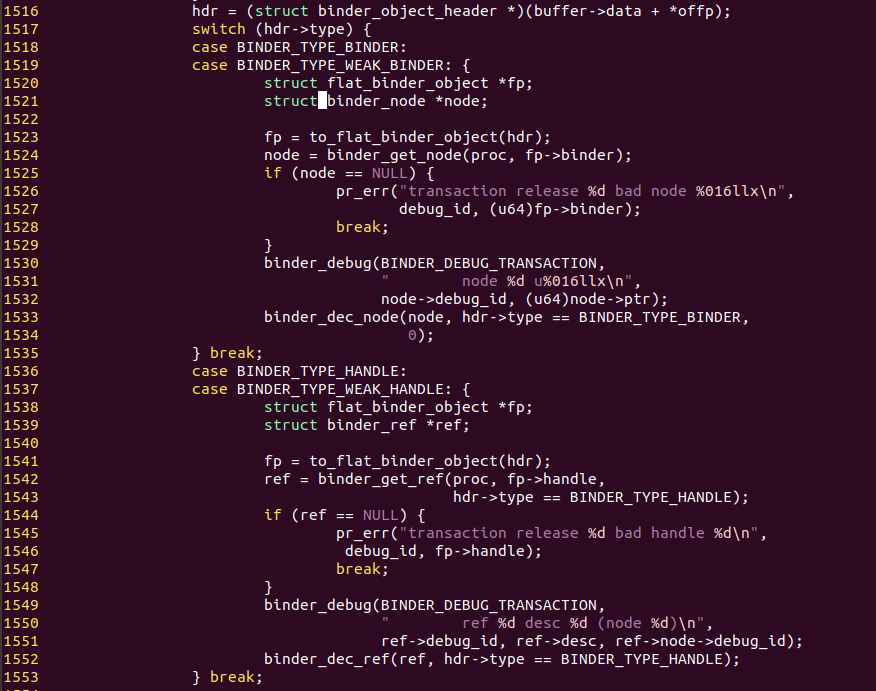 1516                 hdr = (struct binder_object_header *)(buffer->data + *offp);
1517                 switch (hdr->type) {
1518                 case BINDER_TYPE_BINDER:
1519                 case BINDER_TYPE_WEAK_BINDER: {
1520                         struct flat_binder_object *fp;
1521                         struct binder_node *node;
1522
1523                         fp = to_flat_binder_object(hdr);
1524                         node = binder_get_node(proc, fp->binder);
1525                         if (node == NULL) {
1526                                 pr_err("transaction release %d bad node %016llx\n",
1527                                        debug_id, (u64)fp->binder);
1528                                 break;
1529                         }
1530                         binder_debug(BINDER_DEBUG_TRANSACTION,
1531                                      "        node %d u%016llx\n",
1532                                      node->debug_id, (u64)node->ptr);
1533                         binder_dec_node(node, hdr->type == BINDER_TYPE_BINDER,
1534                                         0);
1535                 } break;
1536                 case BINDER_TYPE_HANDLE:
1537                 case BINDER_TYPE_WEAK_HANDLE: {
1538                         struct flat_binder_object *fp;
1539                         struct binder_ref *ref;
1540
1541                         fp = to_flat_binder_object(hdr);
1542                         ref = binder_get_ref(proc, fp->handle,
1543                                              hdr->type == BINDER_TYPE_HANDLE);
1544                         if (ref == NULL) {
1545                                 pr_err("transaction release %d bad handle %d\n",
1546                                  debug_id, fp->handle);
1547                                 break;
1548                         }
1549                         binder_debug(BINDER_DEBUG_TRANSACTION,
1550                                      "        ref %d desc %d (node %d)\n",
1551                                      ref->debug_id, ref->desc, ref->node->debug_id);
1552                         binder_dec_ref(ref, hdr->type == BINDER_TYPE_HANDLE);
1553                 } break;